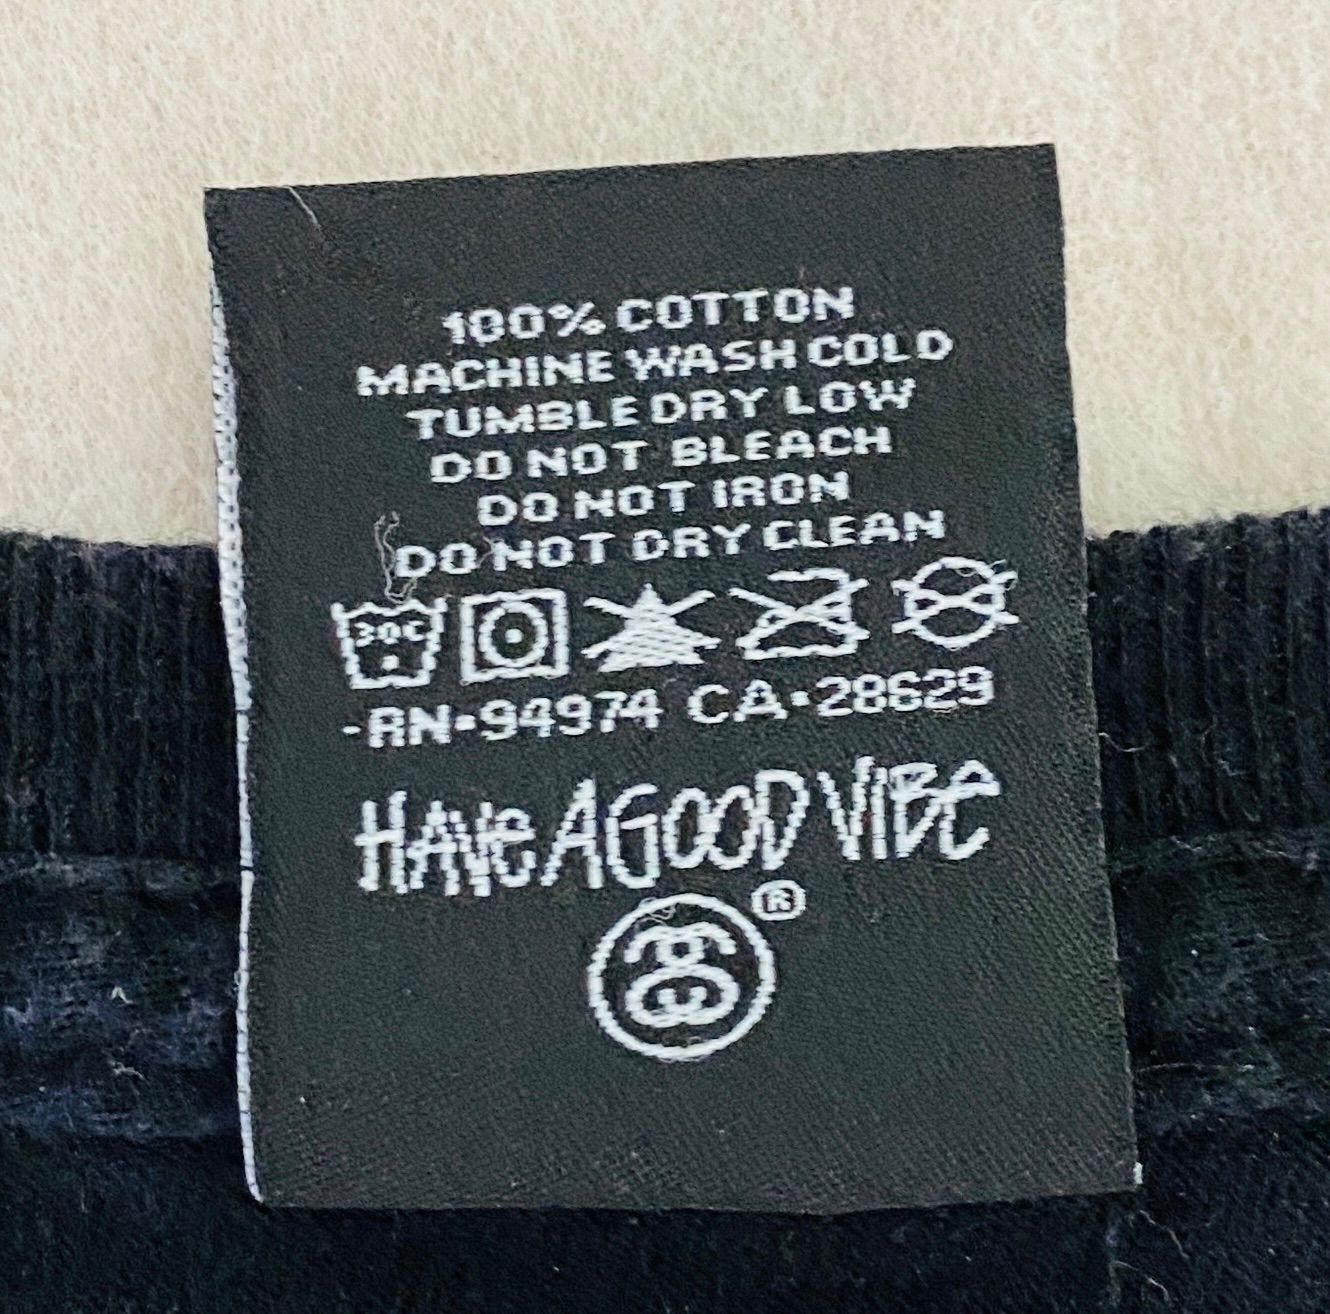 100% COTTON
MACHINE WASH COLD
TUMBLE DRY LOW
DO NOT BLEACH
DO NOT IRON
DO NOT DRY CLEAN
30C
-RN-94974 CA-28629
HAVE A GOOD VIBE
®